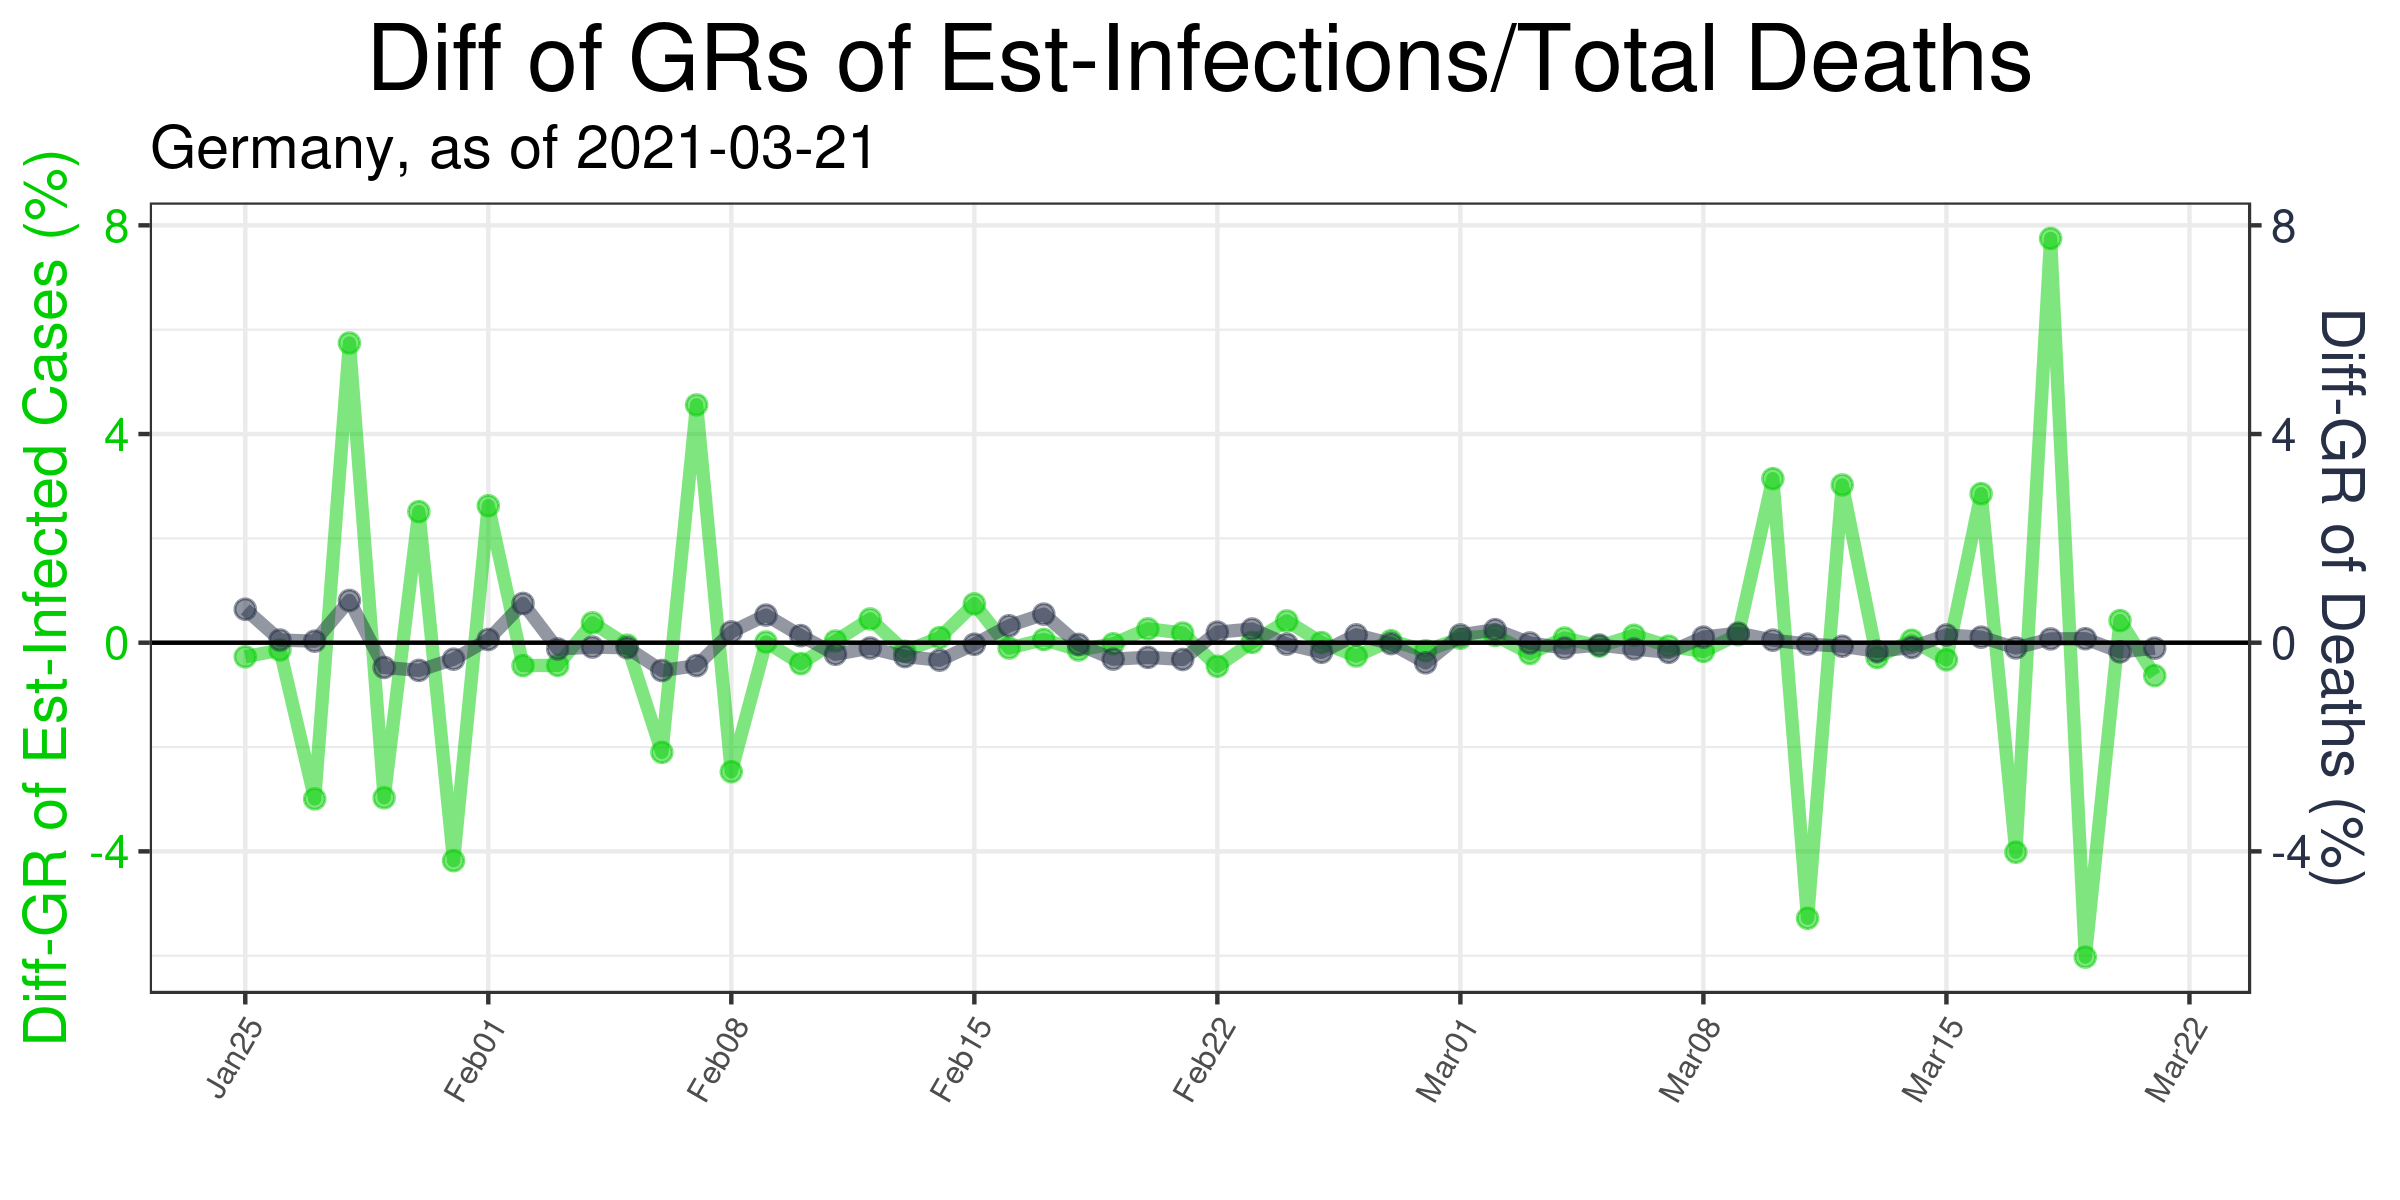 Diff of GRs of Est-Infections/Total Deaths
Germany, as of 2021-03-21
Diff-GR of Est-Infected Cases (%)
8
4
0
-4
8
4
0
-4
Diff-GR of Deaths (%)
Jan25
Feb01
Feb08
Feb15
Feb22
Mar01
Mar08
Mar15
Mar22